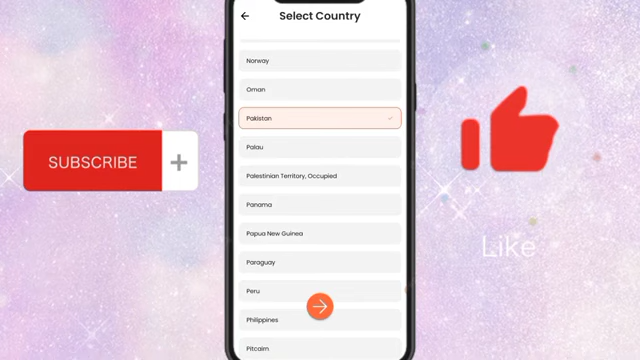 Select Country
Norway
Oman
Pakistan
Palau
Palestinian Territory, Occupied
Panama
Papua New Guinea
Paraguay
Peru
Philippines
Pitcairn
SUBSCRIBE +
Like